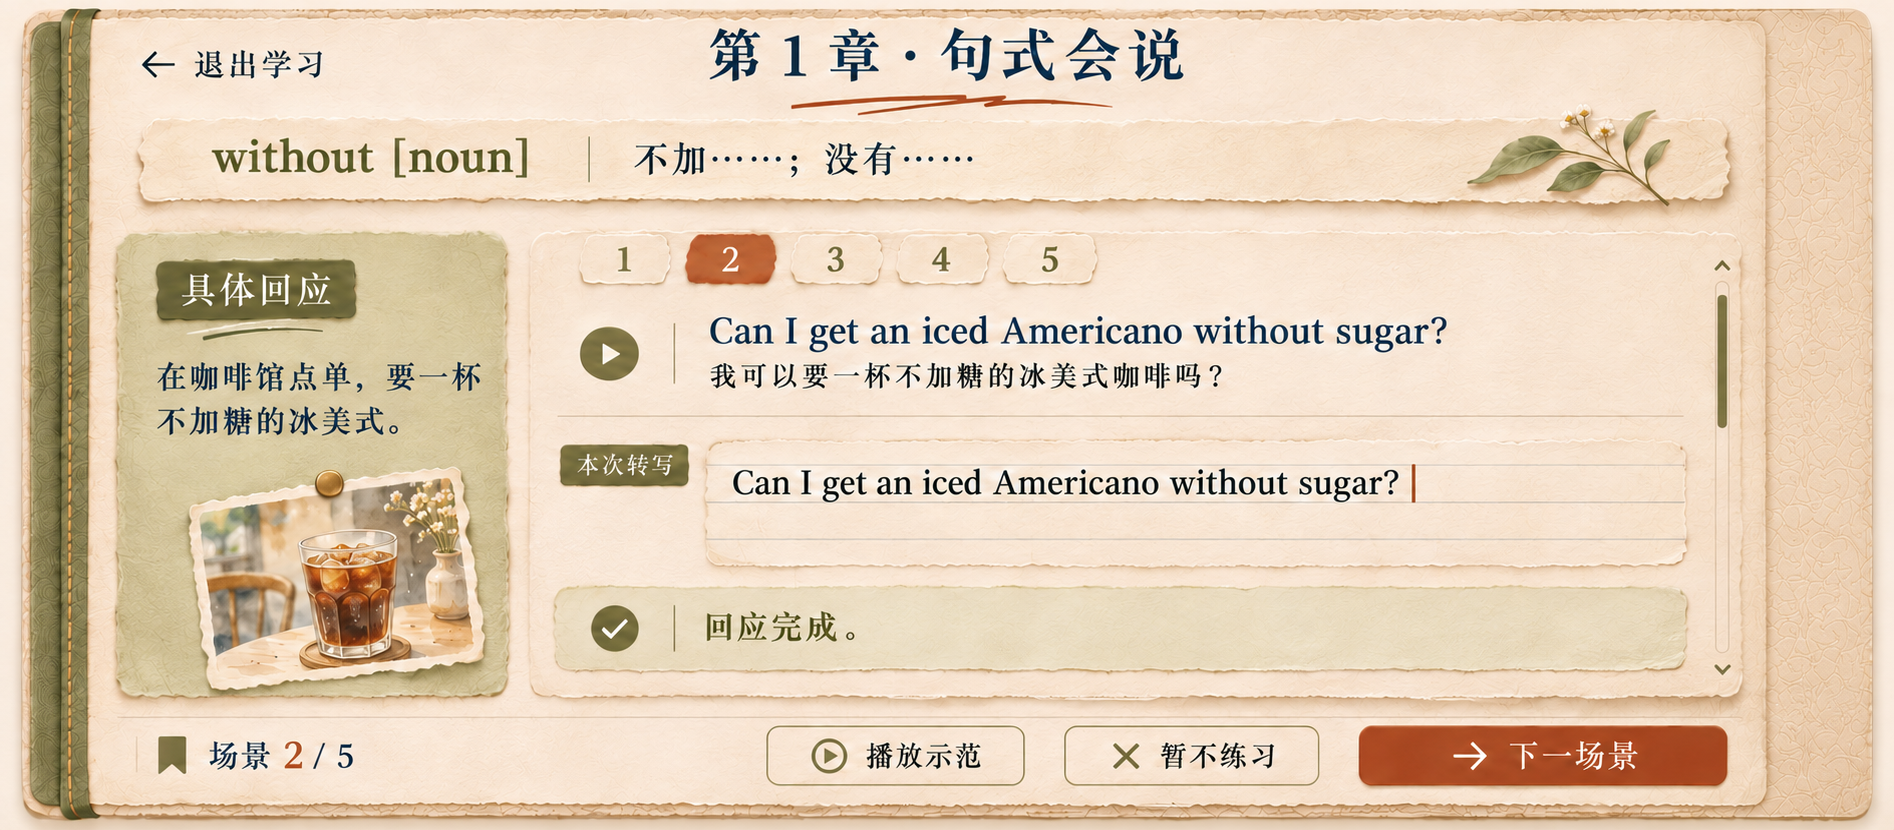 退出学习
第 1 章 · 句式会说
without [noun]
不加……；没有……
具体回应
在咖啡馆点单，要一杯
不加糖的冰美式。
1 2 3 4 5
Can I get an iced Americano without sugar?
我可以要一杯不加糖的冰美式咖啡吗？
本次转写
Can I get an iced Americano without sugar?
回应完成。
场景 2 / 5
播放示范
暂不练习
下一场景